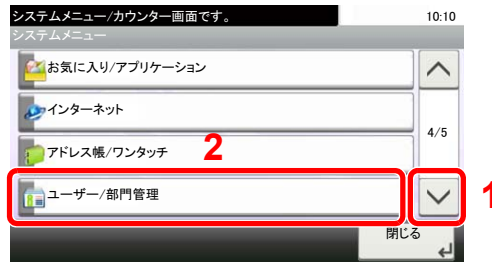 システムメニュー/カウンター画面です。
10:10
システムメニュー
お気に入り/アプリケーション
インターネット
4/5
アドレス帳/ワンタッチ
2
ユーザー/部門管理
1
閉じる